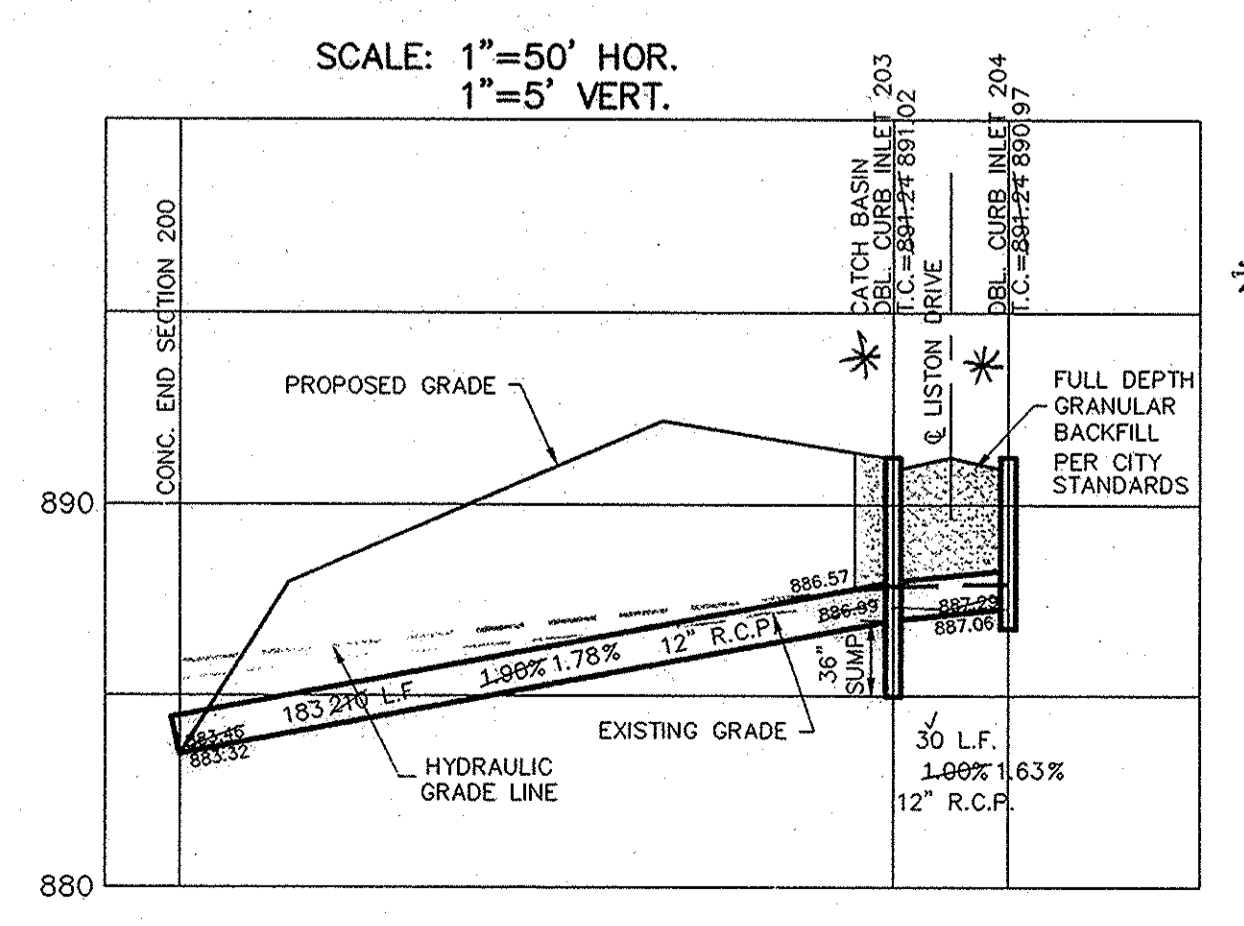 SCALE: 1"=50' HOR.
1"=5' VERT.
CONC. END SECTION 200
CATCH BASIN
DBL. CURB INLET 203
T.C.=891.24 891.02
℄ LISTON DRIVE
DBL. CURB INLET 204
T.C.=891.24 890.97
PROPOSED GRADE
FULL DEPTH
GRANULAR
BACKFILL
PER CITY
STANDARDS
890
886.57
886.99
887.29
887.06
36"
SUMP
183 210 L.F.
1.90% 1.78%
12" R.C.P.
883.46
883.32
HYDRAULIC
GRADE LINE
EXISTING GRADE
30 L.F.
1.00% 1.63%
12" R.C.P.
880